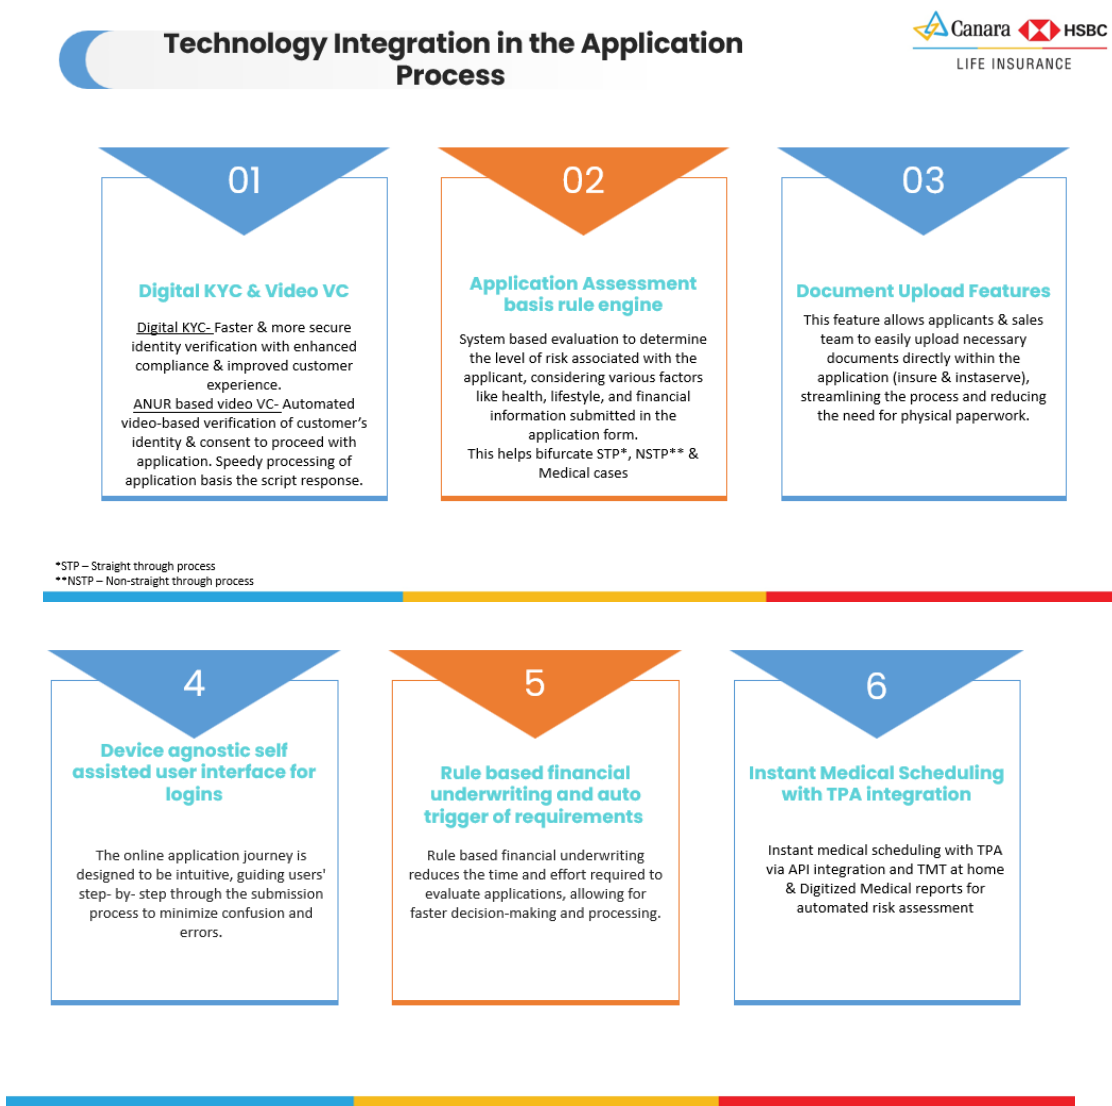 Technology Integration in the Application
Process
Canara HSBC
LIFE INSURANCE
01
Digital KYC & Video VC
Digital KYC- Faster & more secure
identity verification with enhanced
compliance & improved customer
experience.
ANUR based video VC- Automated
video-based verification of customer's
identity & consent to proceed with
application. Speedy processing of
application basis the script response.
02
Application Assessment
basis rule engine
System based evaluation to determine
the level of risk associated with the
applicant, considering various factors
like health, lifestyle, and financial
information submitted in the
application form.
This helps bifurcate STP*, NSTP** &
Medical cases
03
Document Upload Features
This feature allows applicants & sales
team to easily upload necessary
documents directly within the
application (insure & instaserve),
streamlining the process and reducing
the need for physical paperwork.
*STP – Straight through process
**NSTP – Non-straight through process
4
Device agnostic self
assisted user interface for
logins
The online application journey is
designed to be intuitive, guiding users'
step- by- step through the submission
process to minimize confusion and
errors.
5
Rule based financial
underwriting and auto
trigger of requirements
Rule based financial underwriting
reduces the time and effort required to
evaluate applications, allowing for
faster decision-making and processing.
6
Instant Medical Scheduling
with TPA integration
Instant medical scheduling with TPA
via API integration and TMT at home
& Digitized Medical reports for
automated risk assessment